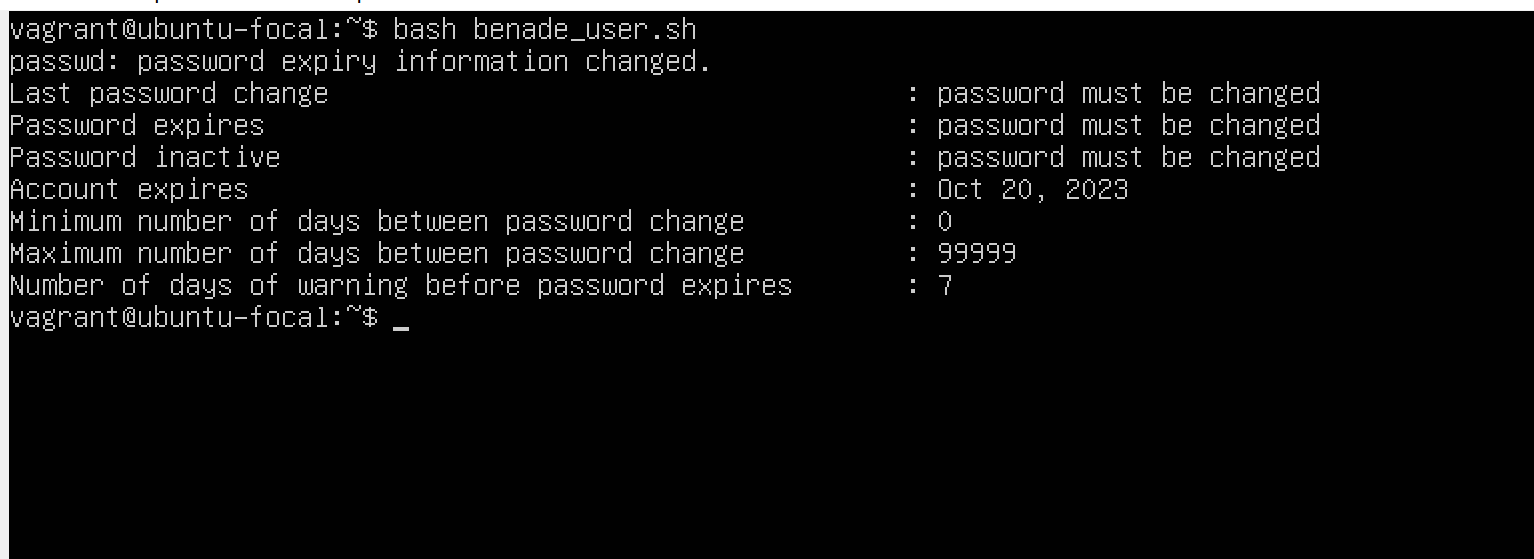 vagrant@ubuntu-focal:~$ bash benade_user.sh
passwd: password expiry information changed.
Last password change : password must be changed
Password expires : password must be changed
Password inactive : password must be changed
Account expires : Oct 20, 2023
Minimum number of days between password change : 0
Maximum number of days between password change : 99999
Number of days of warning before password expires : 7
vagrant@ubuntu-focal:~$ _